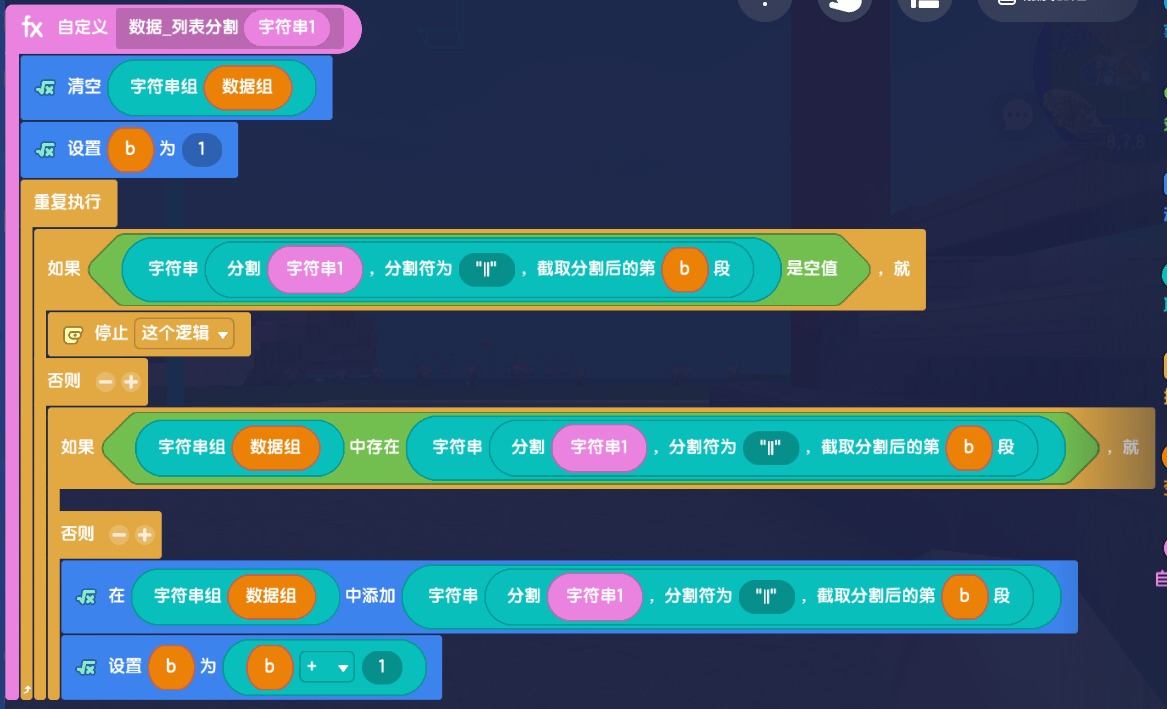 fx 自定义 数据_列表分割 字符串1
清空 字符串组 数据组
设置 b 为 1
重复执行
如果 字符串 分割 字符串1 , 分割符为 "||" , 截取分割后的第 b 段 是空值 , 就
停止 这个逻辑
否则
如果 字符串组 数据组 中存在 字符串 分割 字符串1 , 分割符为 "||" , 截取分割后的第 b 段 , 就
否则
在 字符串组 数据组 中添加 字符串 分割 字符串1 , 分割符为 "||" , 截取分割后的第 b 段
设置 b 为 b + 1